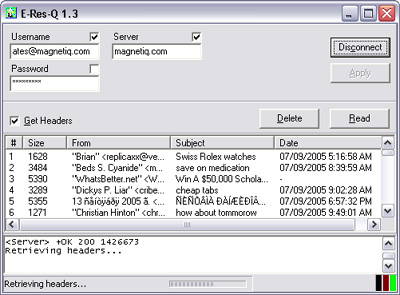 E-Res-Q 1.3
Username Server
ates@magnetiq.com magnetiq.com Disconnect
Password Apply
*********
Get Headers Delete Read
# Size From Subject Date
1 1628 "Brian" <replicaxx@ve... Swiss Rolex watches 07/09/2005 5:16:58 AM
2 3484 "Beds S. Cyanide" <m... save on medication 07/09/2005 8:39:59 AM
3 5390 "WhatsBetter.net" <W... Win A $50,000 Schola... -
4 3289 "Dickys P. Liar" <cribe... cheap tabs 07/09/2005 9:02:28 AM
5 5355 13 ñåíòÿáðÿ 2005 ã. <... 07/09/2005 6:57:32 PM
6 1271 "Christian Hinton" <chr... how about tommorow 07/09/2005 9:49:01 AM
<Server> +OK 200 1426673
Retrieving headers...
Retrieving headers...